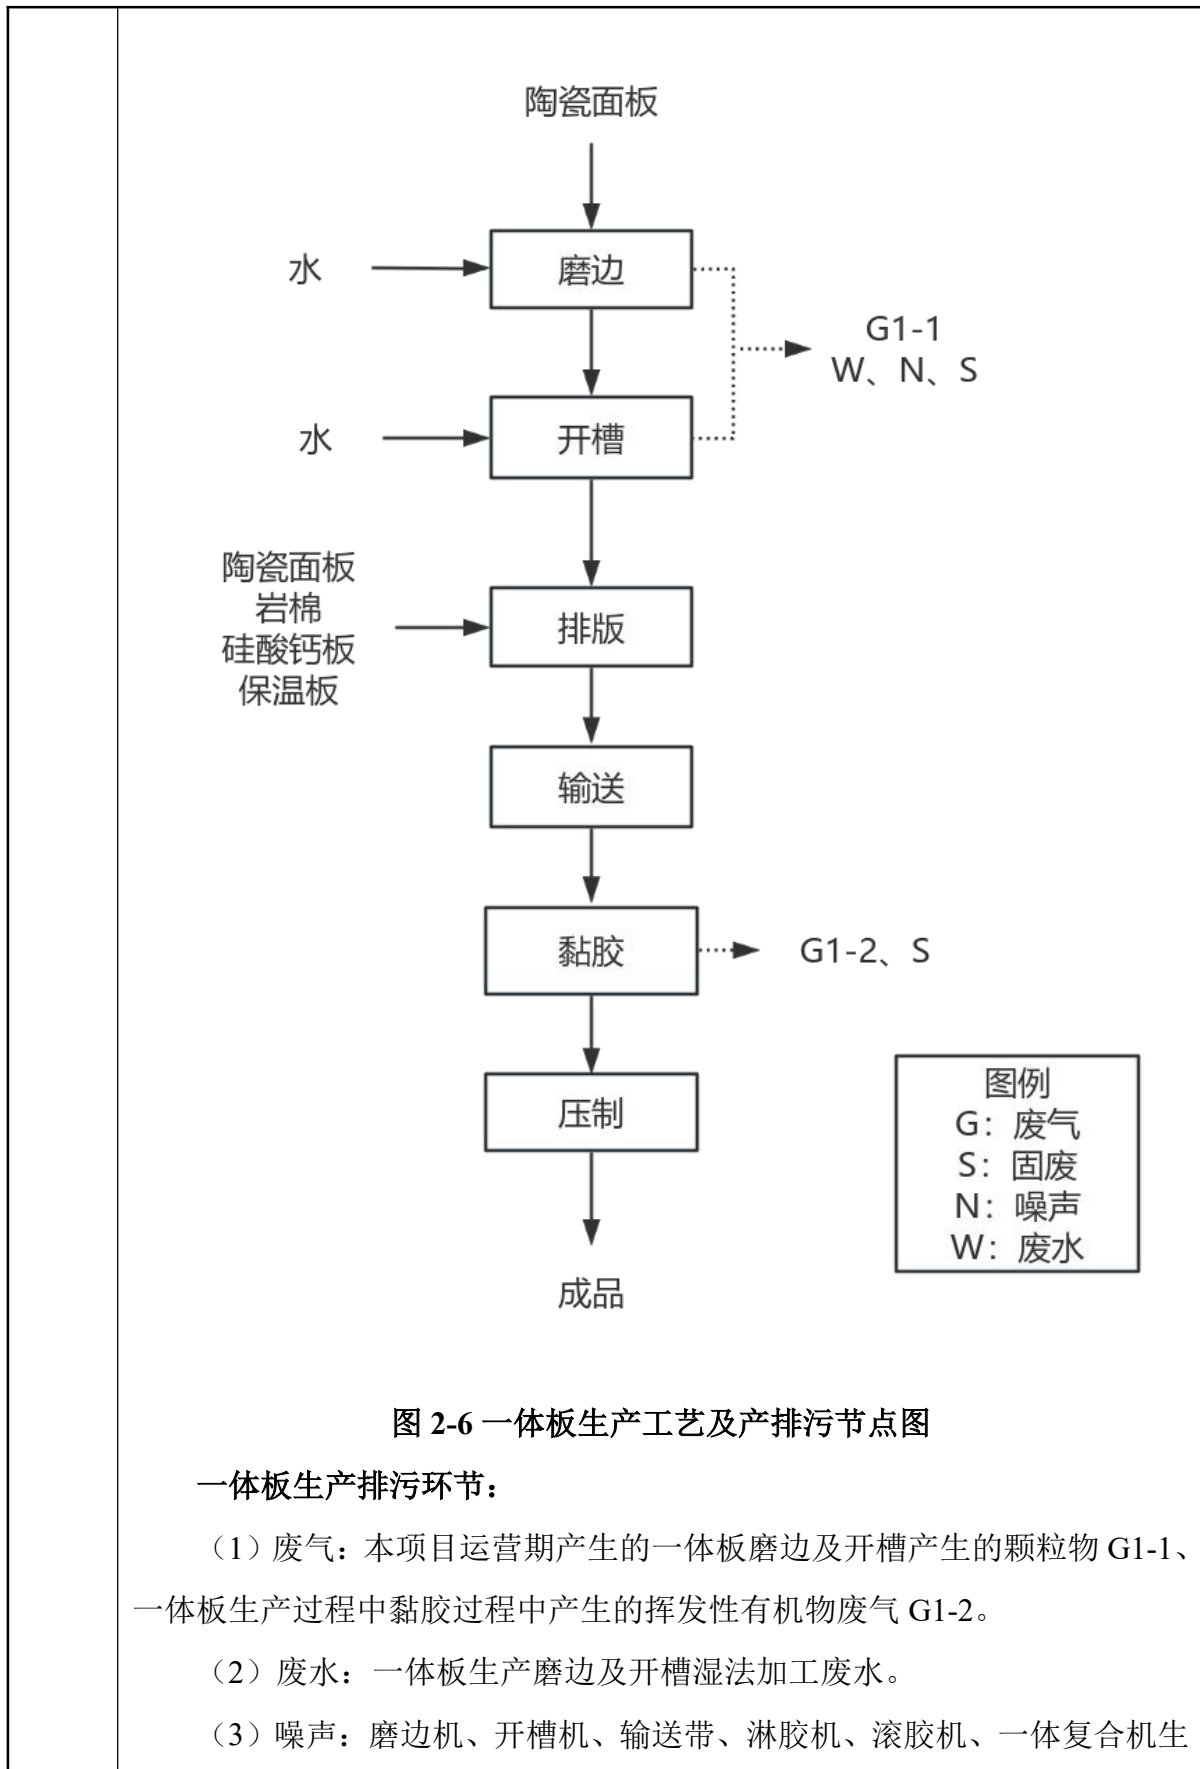 陶瓷面板
水
磨边
G1-1
W、N、S
水
开槽
陶瓷面板
岩棉
硅酸钙板
保温板
排版
输送
黏胶
G1-2、S
压制
图例
G：废气
S：固废
N：噪声
W：废水
成品
图 2-6 一体板生产工艺及产排污节点图
一体板生产排污环节：
（1）废气：本项目运营期产生的一体板磨边及开槽产生的颗粒物 G1-1、
一体板生产过程中黏胶过程中产生的挥发性有机物废气 G1-2。
（2）废水：一体板生产磨边及开槽湿法加工废水。
（3）噪声：磨边机、开槽机、输送带、淋胶机、滚胶机、一体复合机生